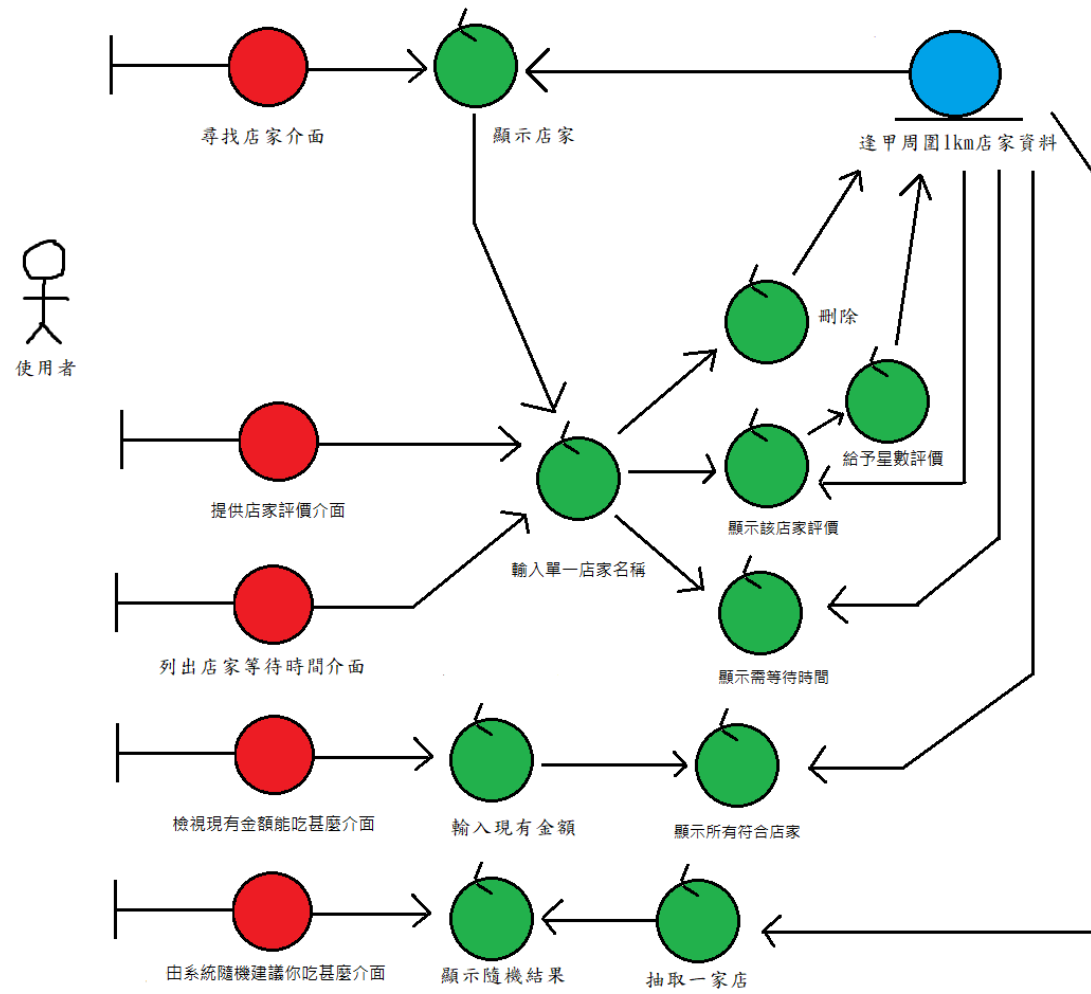 尋找店家介面
顯示店家
逢甲周圍1km店家資料
使用者
刪除
給予星數評價
提供店家評價介面
輸入單一店家名稱
顯示該店家評價
列出店家等待時間介面
顯示需等待時間
檢視現有金額能吃甚麼介面
輸入現有金額
顯示所有符合店家
由系統隨機建議你吃甚麼介面
顯示隨機結果
抽取一家店